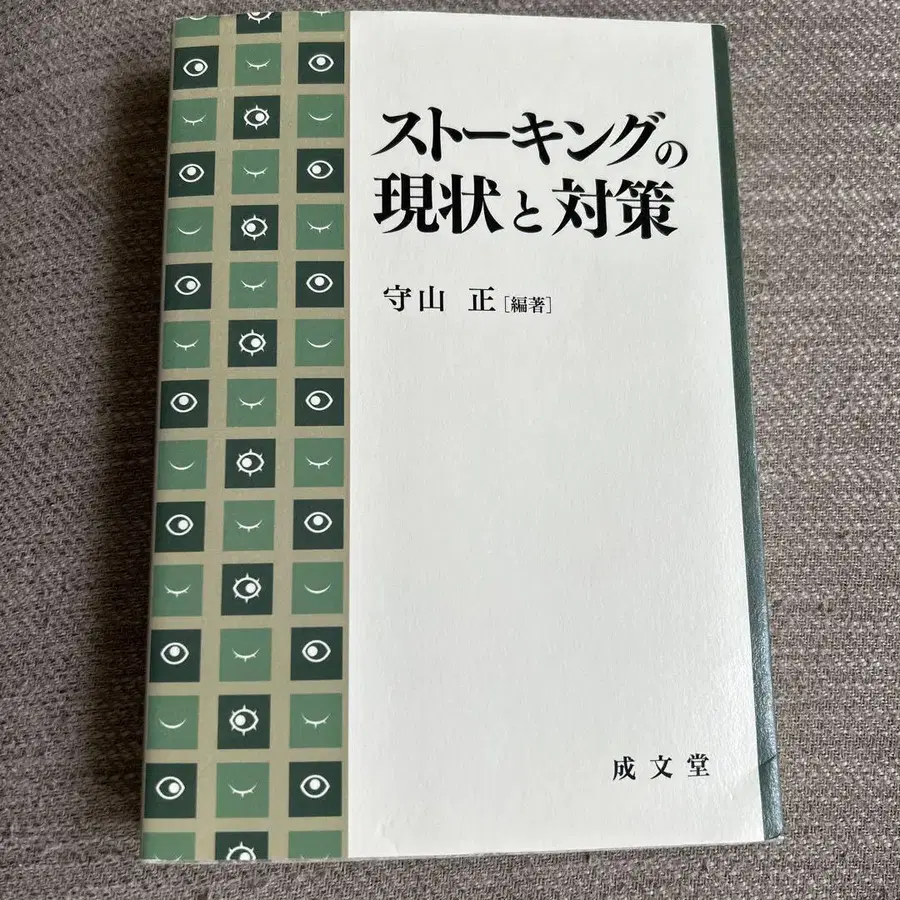 ストーキングの
現状と対策
守山 正[編著]
成文堂